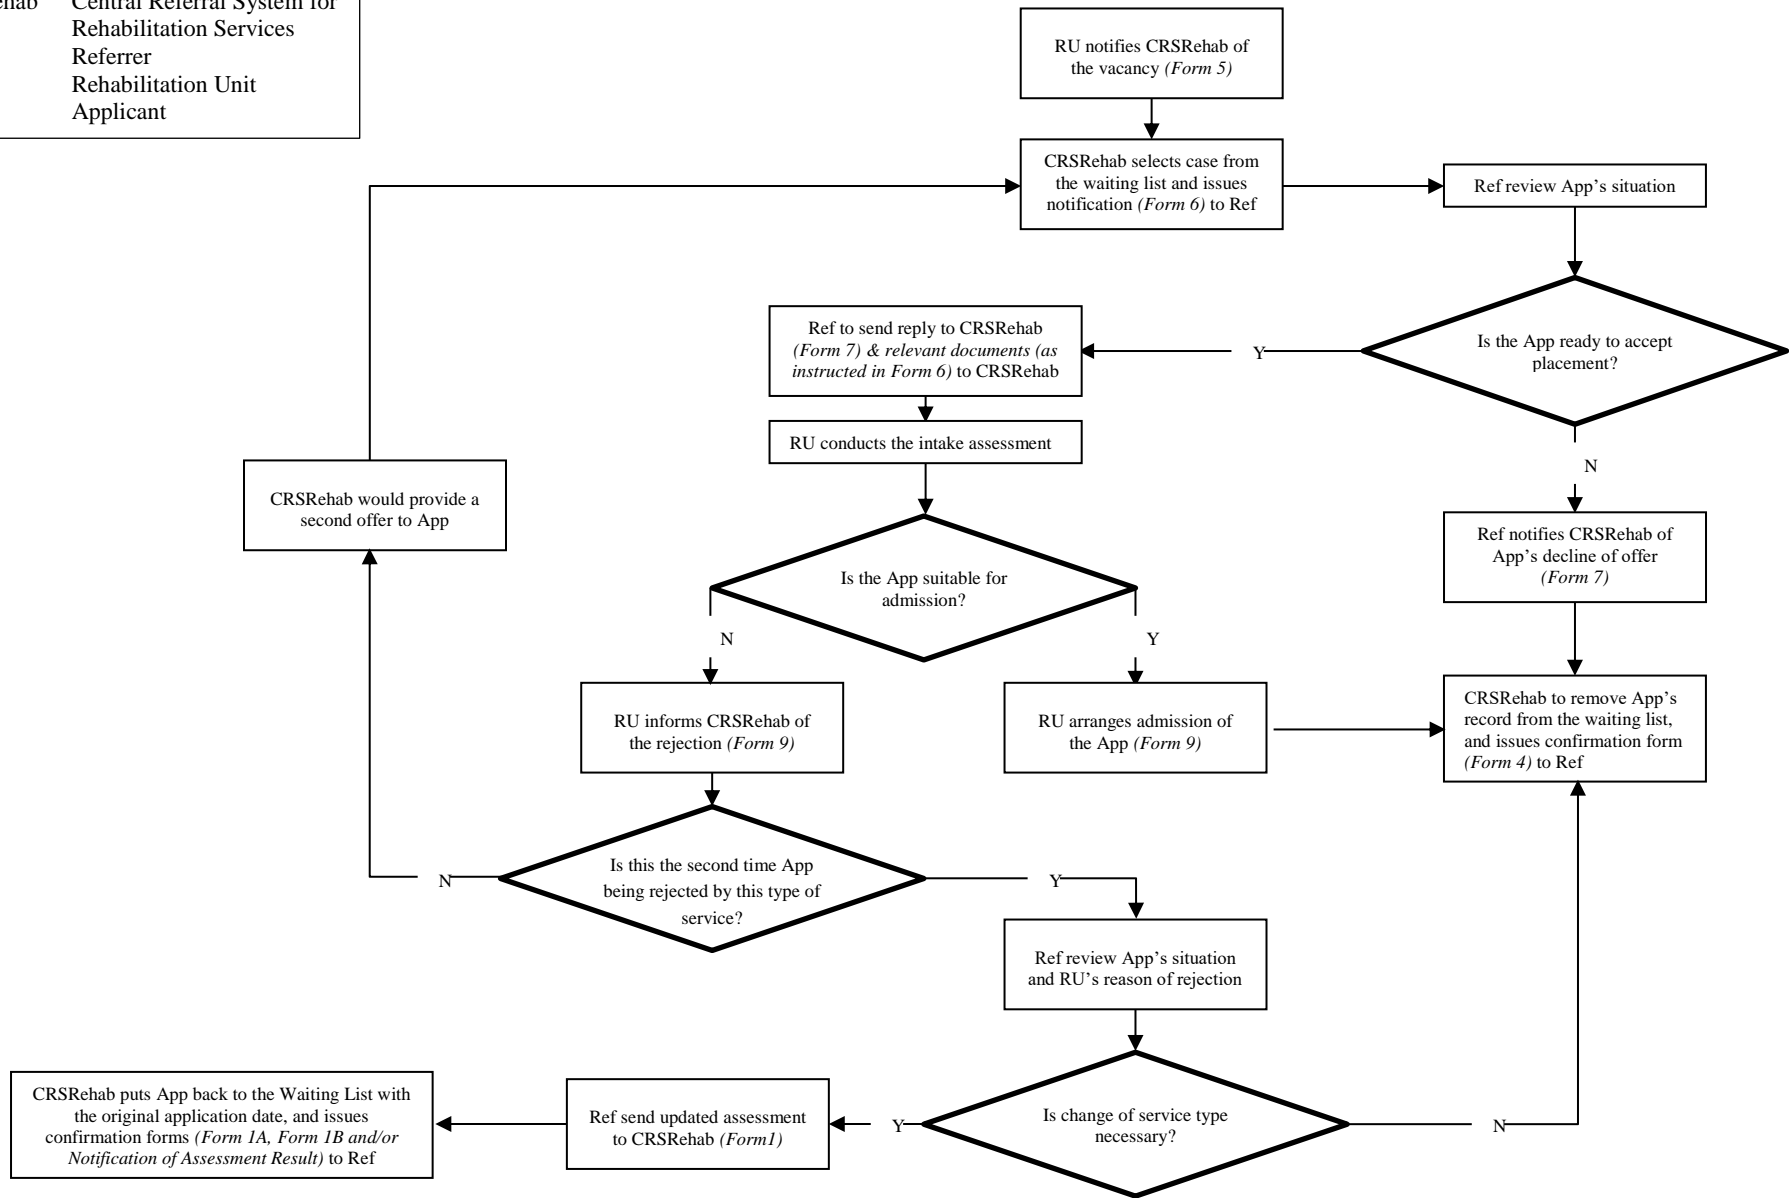 Central Referral System for
Rehabilitation Services
Referrer
Rehabilitation Unit
Applicant
RU notifies CRSRehab of
the vacancy (Form 5)
CRSRehab selects case from
the waiting list and issues
notification (Form 6) to Ref
Ref review App's situation
Is the App ready to accept
placement?
Y
Ref to send reply to CRSRehab
(Form 7) & relevant documents (as
instructed in Form 6) to CRSRehab
RU conducts the intake assessment
N
CRSRehab would provide a
second offer to App
Ref notifies CRSRehab of
App's decline of offer
(Form 7)
Is the App suitable for
admission?
N
Y
RU informs CRSRehab of
the rejection (Form 9)
RU arranges admission of
the App (Form 9)
CRSRehab to remove App's
record from the waiting list,
and issues confirmation form
(Form 4) to Ref
Is this the second time App
being rejected by this type of
service?
N
Y
Ref review App's situation
and RU's reason of rejection
Is change of service type
necessary?
Y
N
Ref send updated assessment
to CRSRehab (Form1)
CRSRehab puts App back to the Waiting List with
the original application date, and issues
confirmation forms (Form 1A, Form 1B and/or
Notification of Assessment Result) to Ref